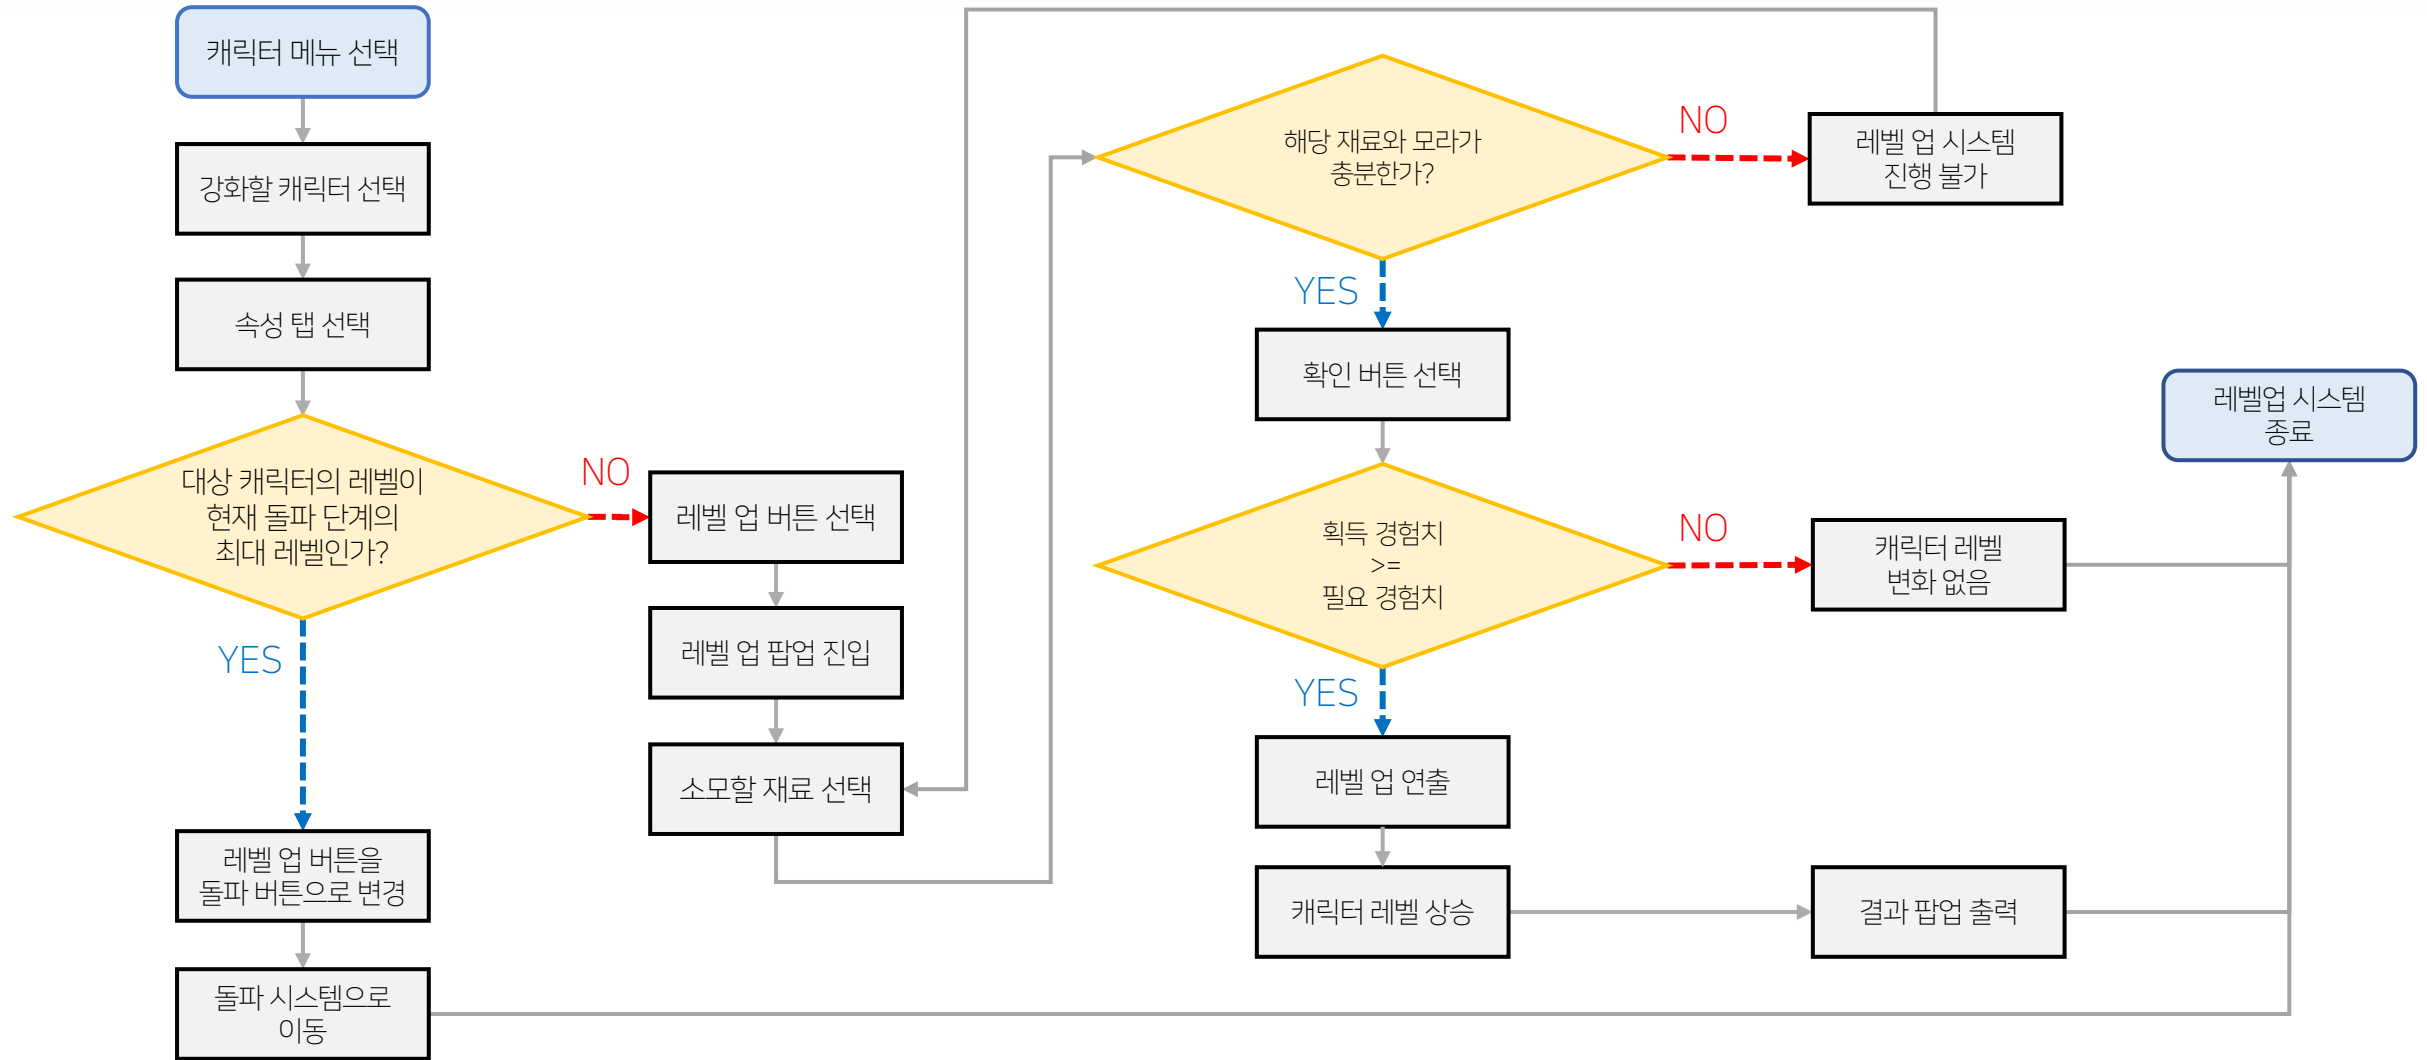 캐릭터 메뉴 선택
강화할 캐릭터 선택
속성 탭 선택
대상 캐릭터의 레벨이
현재 돌파 단계의
최대 레벨인가?
YES
NO
레벨 업 버튼을
돌파 버튼으로 변경
돌파 시스템으로
이동
레벨 업 버튼 선택
레벨 업 팝업 진입
소모할 재료 선택
해당 재료와 모라가
충분한가?
NO
레벨 업 시스템
진행 불가
YES
확인 버튼 선택
획득 경험치
>=
필요 경험치
NO
캐릭터 레벨
변화 없음
YES
레벨 업 연출
캐릭터 레벨 상승
결과 팝업 출력
레벨업 시스템
종료